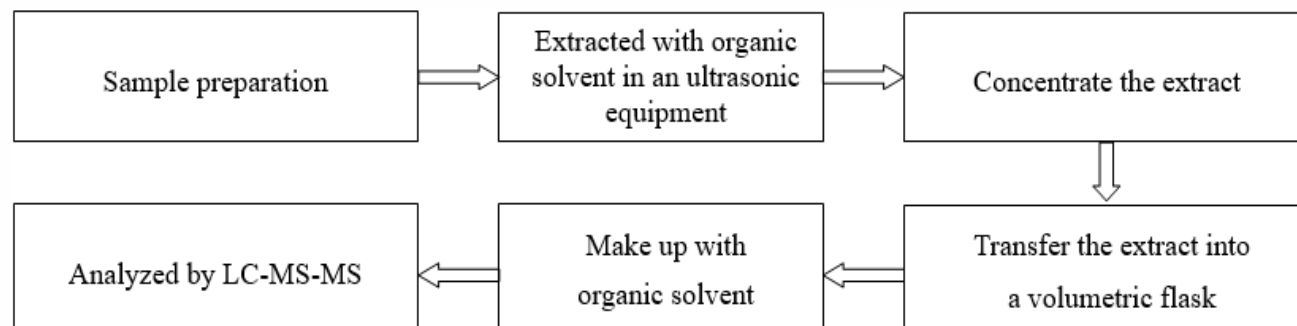 Sample preparation
Extracted with organic
solvent in an ultrasonic
equipment
Concentrate the extract
Transfer the extract into
a volumetric flask
Make up with
organic solvent
Analyzed by LC-MS-MS